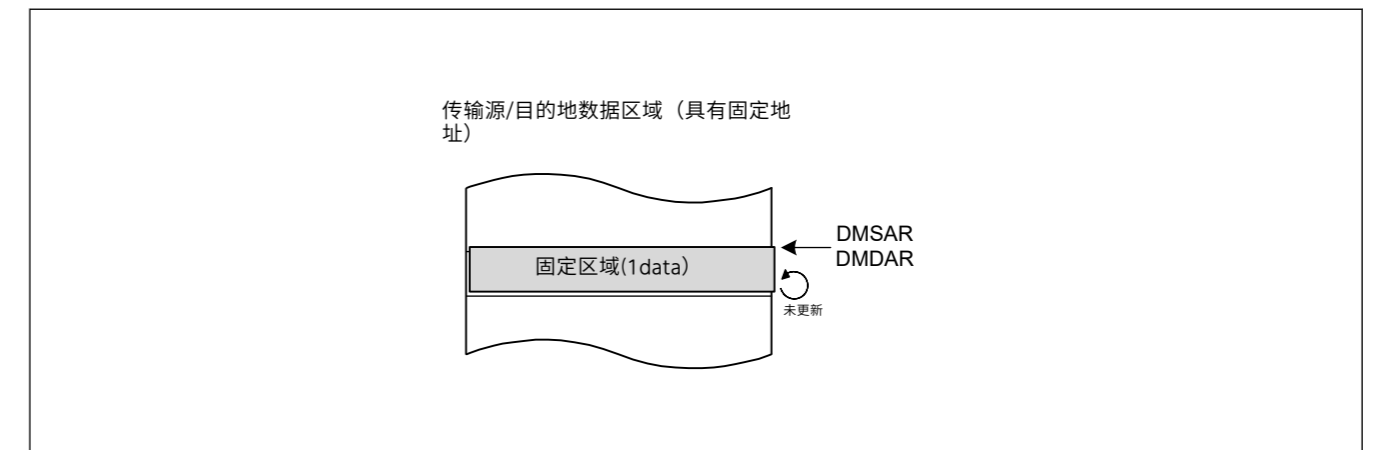 传输源/目的地数据区域（具有固定地
址）
DMSAR
DMDAR
固定区域(1data）
未更新